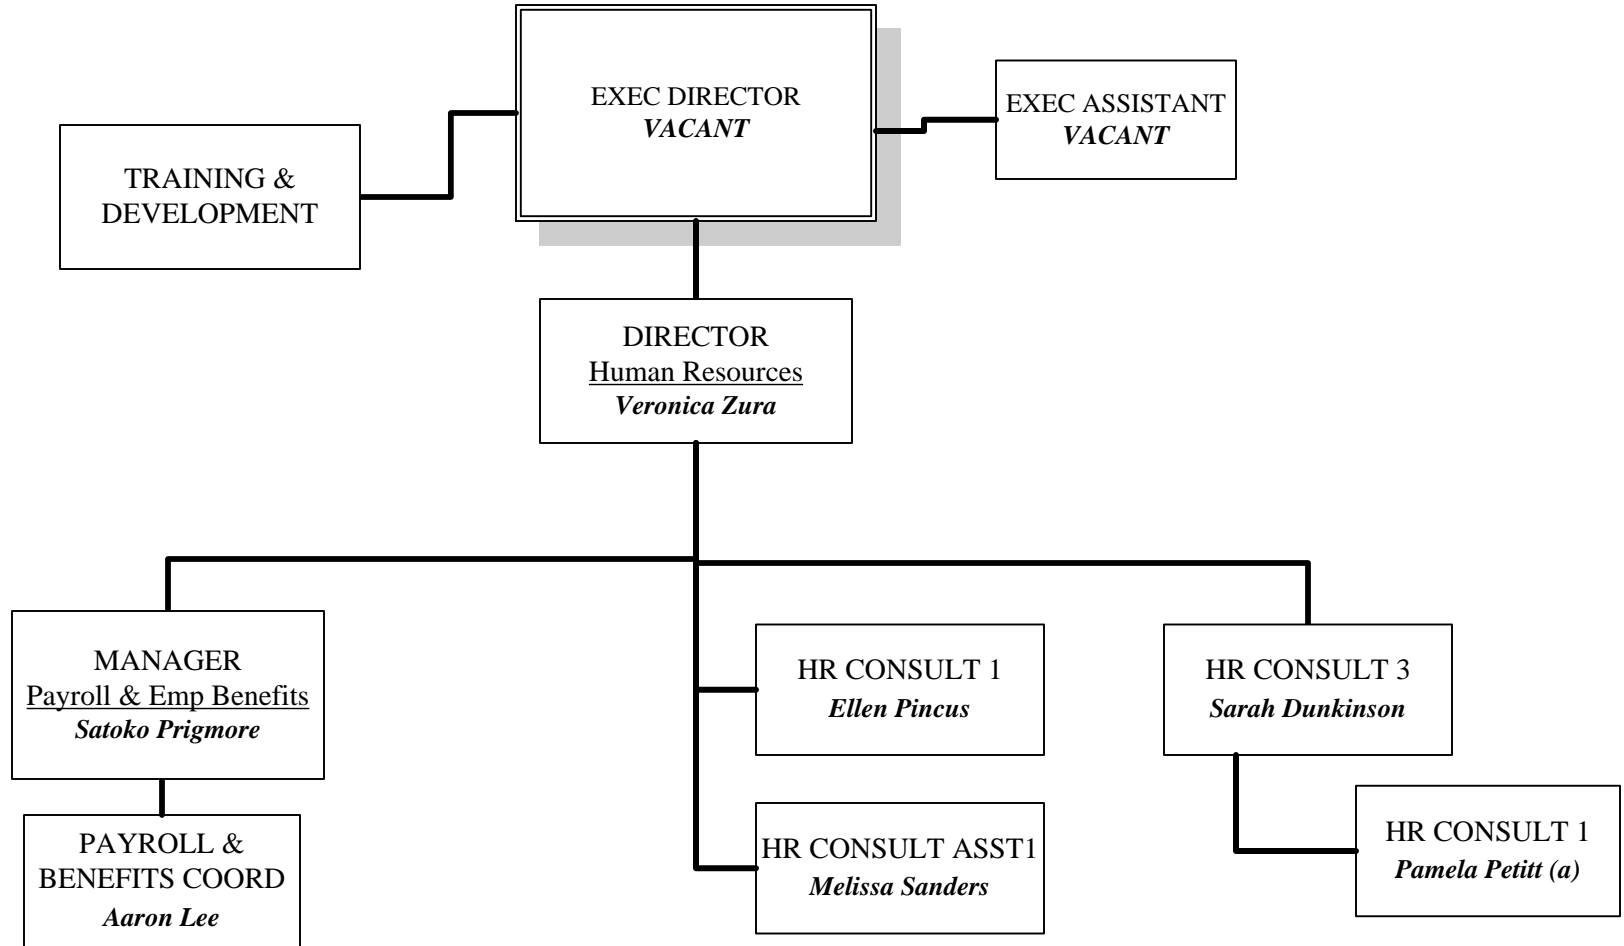 EXEC DIRECTOR
VACANT
EXEC ASSISTANT
VACANT
TRAINING &
DEVELOPMENT
DIRECTOR
Human Resources
Veronica Zura
MANAGER
Payroll & Emp Benefits
Satoko Prigmore
HR CONSULT 1
Ellen Pincus
HR CONSULT 3
Sarah Dunkinson
PAYROLL &
BENEFITS COORD
Aaron Lee
HR CONSULT ASST1
Melissa Sanders
HR CONSULT 1
Pamela Petitt (a)